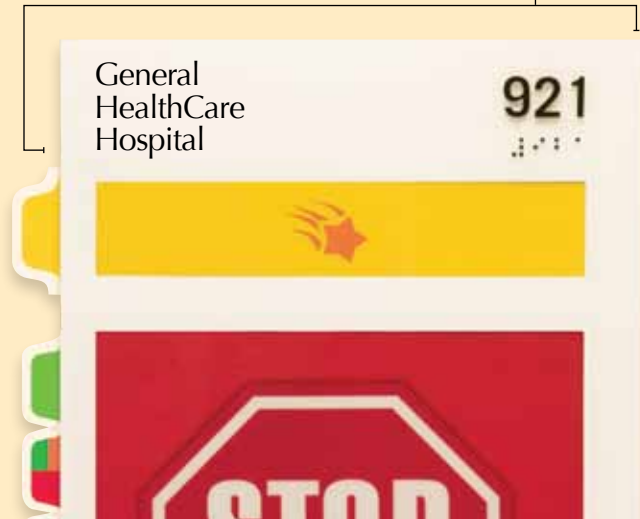 General
HealthCare
Hospital
921
⠼⠊⠃⠁
STOP